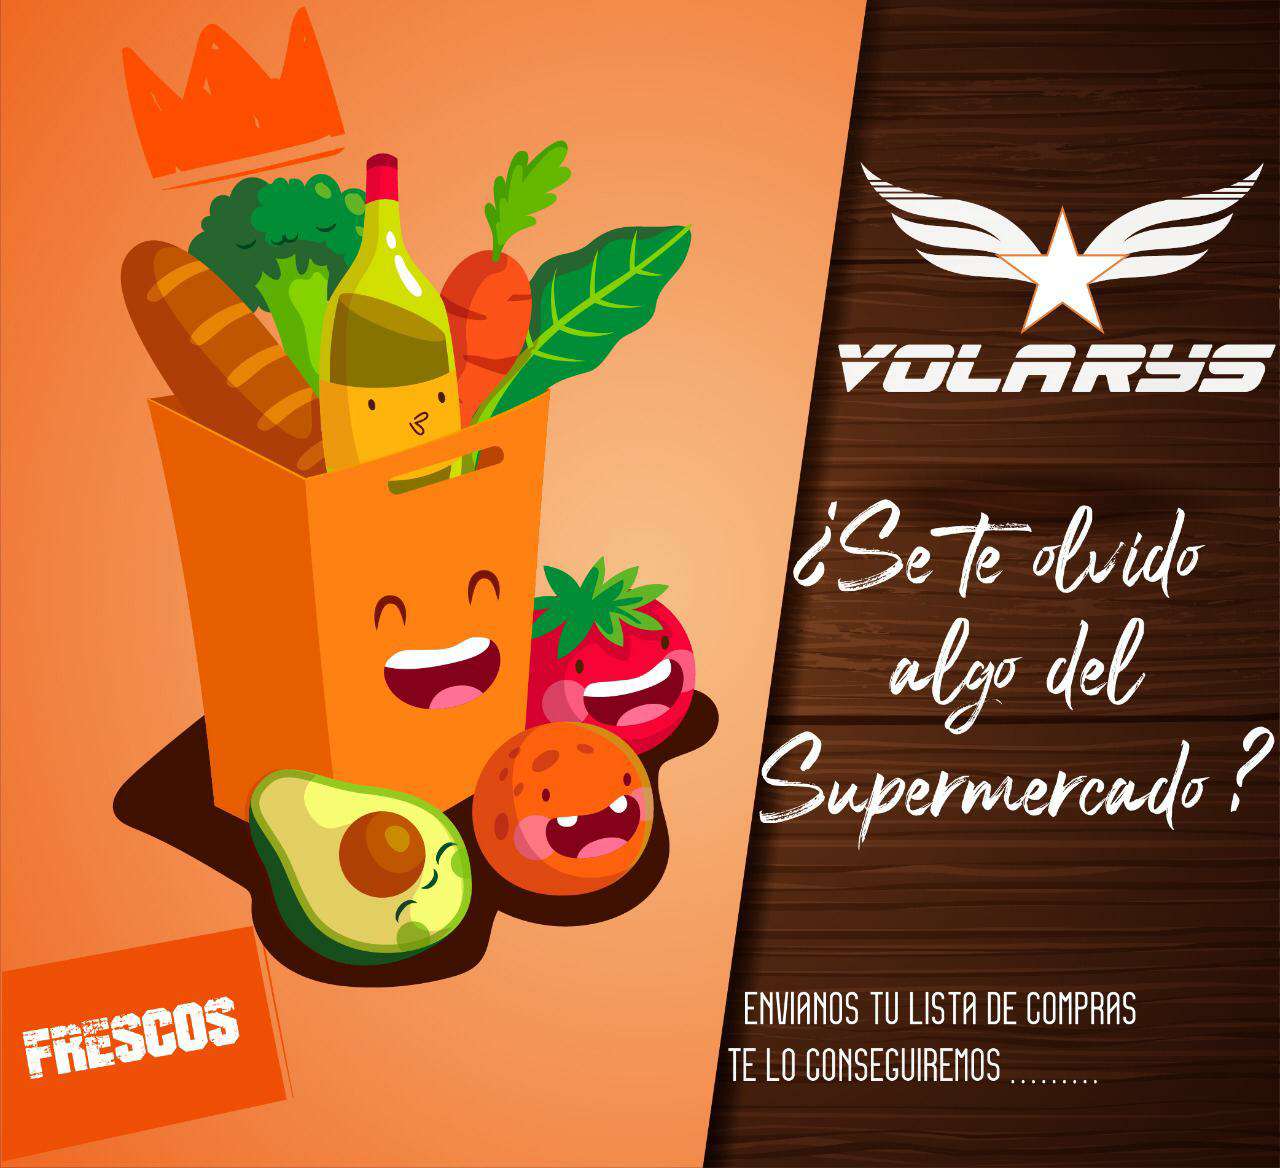 VOLARYS
¿Se te olvido
algo del
Supermercado ?
FRESCOS
ENVIANOS TU LISTA DE COMPRAS
TE LO CONSEGUIREMOS .........